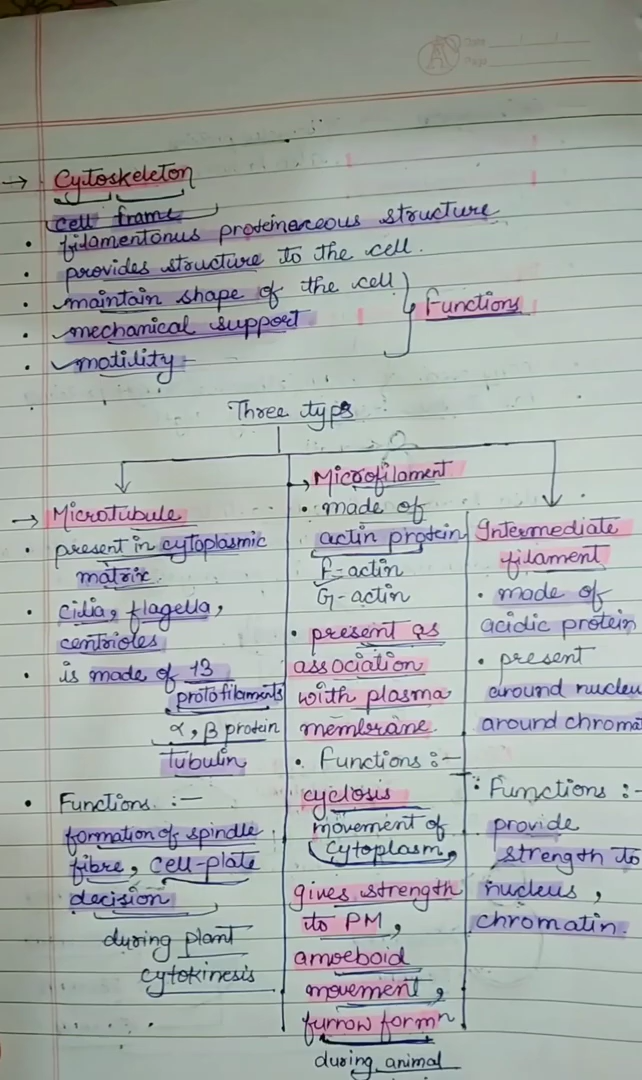 A
Date
Page
→ Cytoskeleton
cell frame
• filamentonus proteinaceous structure
• provides structure to the cell.
• maintain shape of the cell
• mechanical support
• motility
Functions
Three types
→ Microtubule
• present in cytoplasmic
matrix.
• cilia, flagella,
centrioles
• is made of 13
protofilaments
α, β protein
tubulin
• Functions :–
formation of spindle
fibre, cell-plate
decision
during plant
cytokinesis
→ Microfilament
• made of
actin protein
F-actin
G-actin
• present as
association
with plasma
membrane.
• Functions :–
cyclosis
movement of
cytoplasm,
gives strength
to PM,
amoeboid
movement,
furrow formn
during animal
Intermediate
filament
• made of
acidic protein
• present
around nucleu
around chromat
• Functions :–
provide
strength to
nucleus,
chromatin.